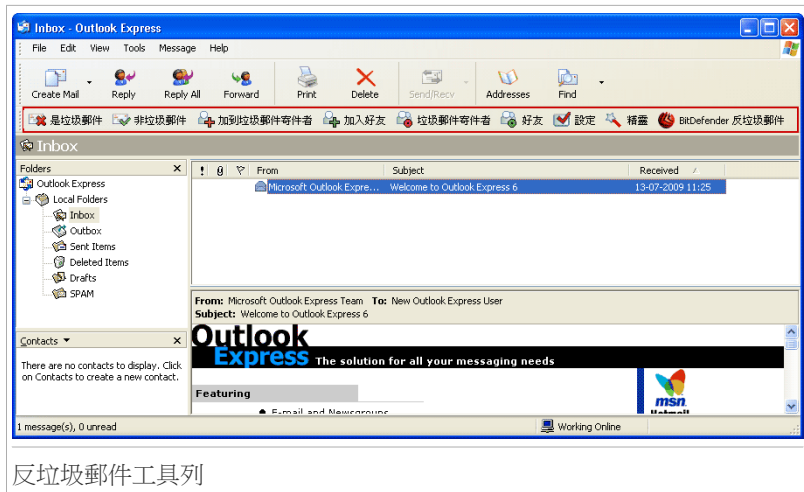 Inbox - Outlook Express
File Edit View Tools Message Help
Create Mail Reply Reply All Forward Print Delete Send/Recv Addresses Find
是垃圾郵件 非垃圾郵件 加到垃圾郵件寄件者 加入好友 垃圾郵件寄件者 好友 設定 精靈 BitDefender 反垃圾郵件
Inbox
Folders
Outlook Express
Local Folders
Inbox
Outbox
Sent Items
Deleted Items
Drafts
SPAM
From Subject Received
Microsoft Outlook Expre... Welcome to Outlook Express 6 13-07-2009 11:25
From: Microsoft Outlook Express Team To: New Outlook Express User
Subject: Welcome to Outlook Express 6
Contacts
There are no contacts to display. Click
on Contacts to create a new contact.
Outlook
Express The solution for all your messaging needs
Featuring
E-mail and Newsgroups
msn
Hotmail
1 message(s), 0 unread
Working Online
反垃圾郵件工具列